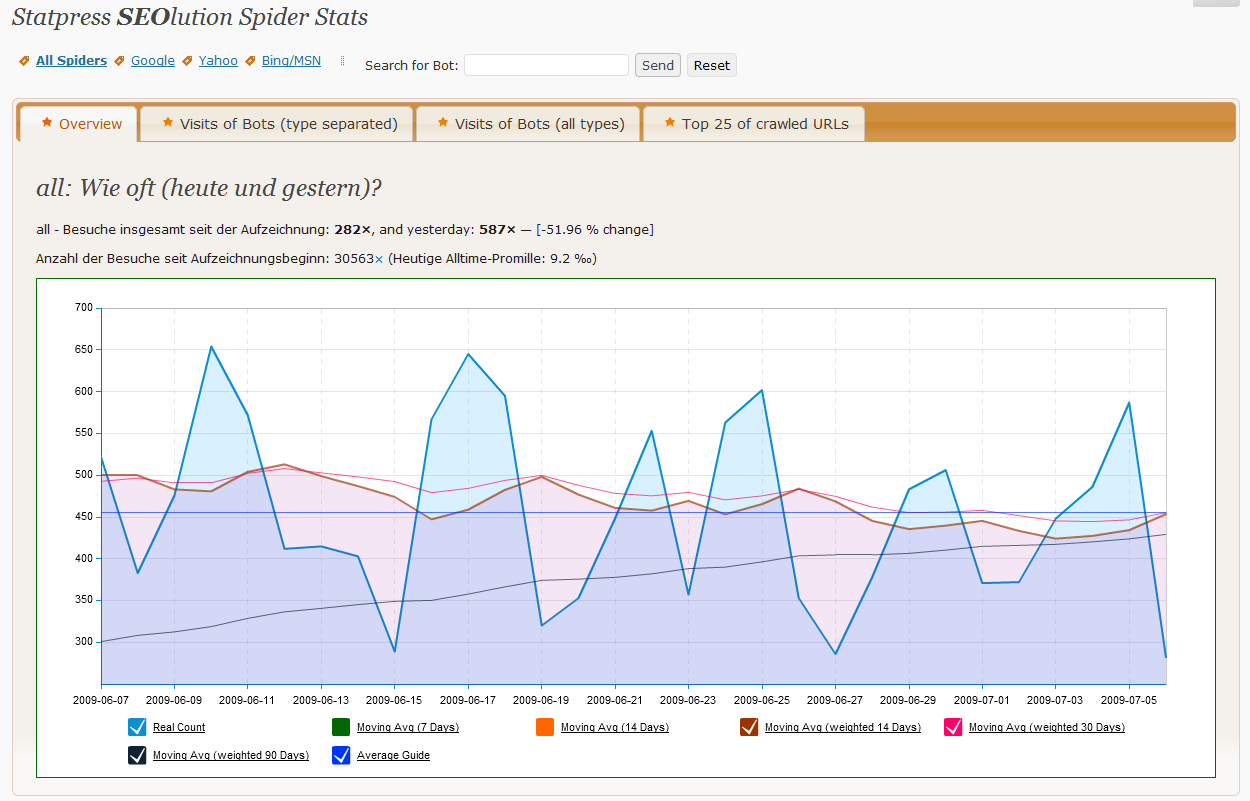 Statpress SEOlution Spider Stats
All Spiders Google Yahoo Bing/MSN Search for Bot: Send Reset
Overview Visits of Bots (type separated) Visits of Bots (all types) Top 25 of crawled URLs
all: Wie oft (heute und gestern)?
all - Besuche insgesamt seit der Aufzeichnung: 282×, and yesterday: 587× — [-51.96 % change]
Anzahl der Besuche seit Aufzeichnungsbeginn: 30563× (Heutige Alltime-Promille: 9.2 ‰)
700
650
600
550
500
450
400
350
300
2009-06-07 2009-06-09 2009-06-11 2009-06-13 2009-06-15 2009-06-17 2009-06-19 2009-06-21 2009-06-23 2009-06-25 2009-06-27 2009-06-29 2009-07-01 2009-07-03 2009-07-05
Real Count Moving Avg (7 Days) Moving Avg (14 Days) Moving Avg (weighted 14 Days) Moving Avg (weighted 30 Days)
Moving Avg (weighted 90 Days) Average Guide